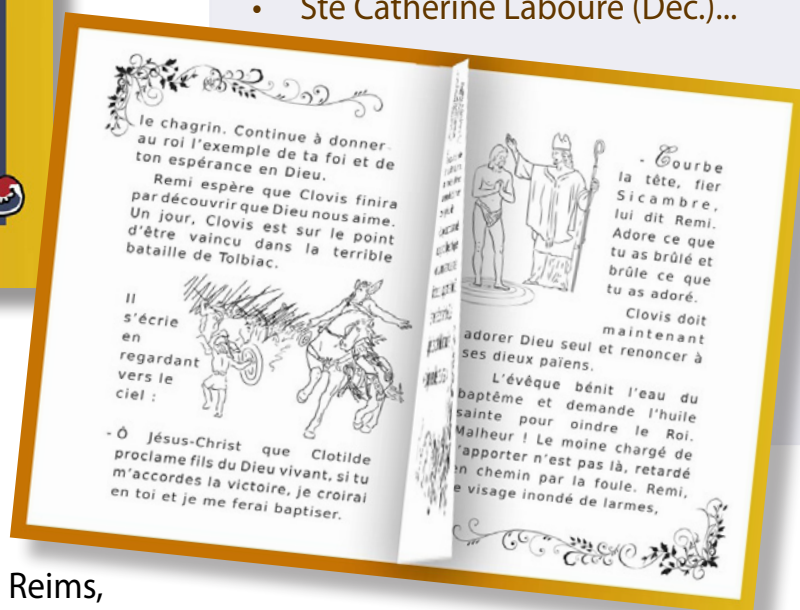 • Ste Catherine Labouré (Déc.)...
le chagrin. Continue à donner
au roi l'exemple de ta foi et de
ton espérance en Dieu.
Remi espère que Clovis finira
par découvrir que Dieu nous aime.
Un jour, Clovis est sur le point
d'être vaincu dans la terrible
bataille de Tolbiac.
Il
s'écrie
en
regardant
vers le
ciel :
- Ô Jésus-Christ que Clotilde
proclame fils du Dieu vivant, si tu
m'accordes la victoire, je croirai
en toi et je me ferai baptiser.
- Courbe
la tête, fier
Sicambre,
lui dit Remi.
Adore ce que
tu as brûlé et
brûle ce que
tu as adoré.
Clovis doit
maintenant
adorer Dieu seul et renoncer à
ses dieux païens.
L'évêque bénit l'eau du
baptême et demande l'huile
sainte pour oindre le Roi.
Malheur ! Le moine chargé de
'apporter n'est pas là, retardé
en chemin par la foule. Remi,
e visage inondé de larmes,
Reims,